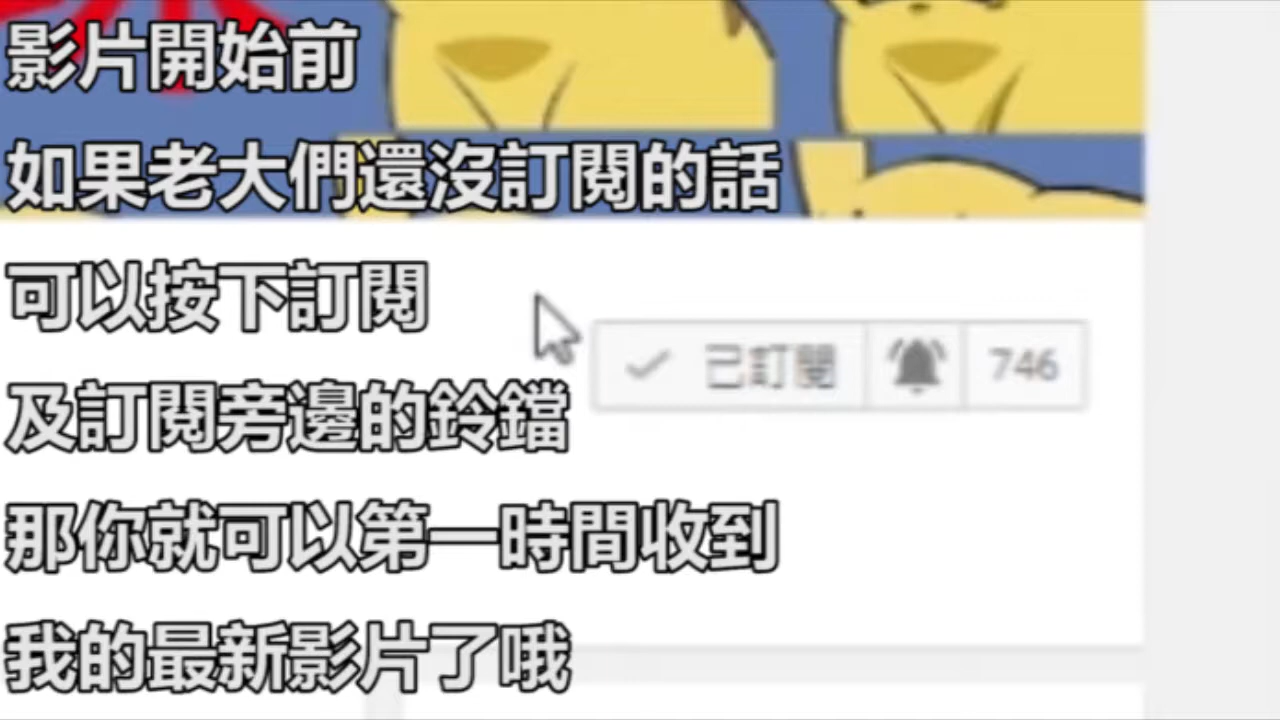 影片開始前
如果老大們還沒訂閱的話
可以按下訂閱
已訂閱
746
及訂閱旁邊的鈴鐺
那你就可以第一時間收到
我的最新影片了哦